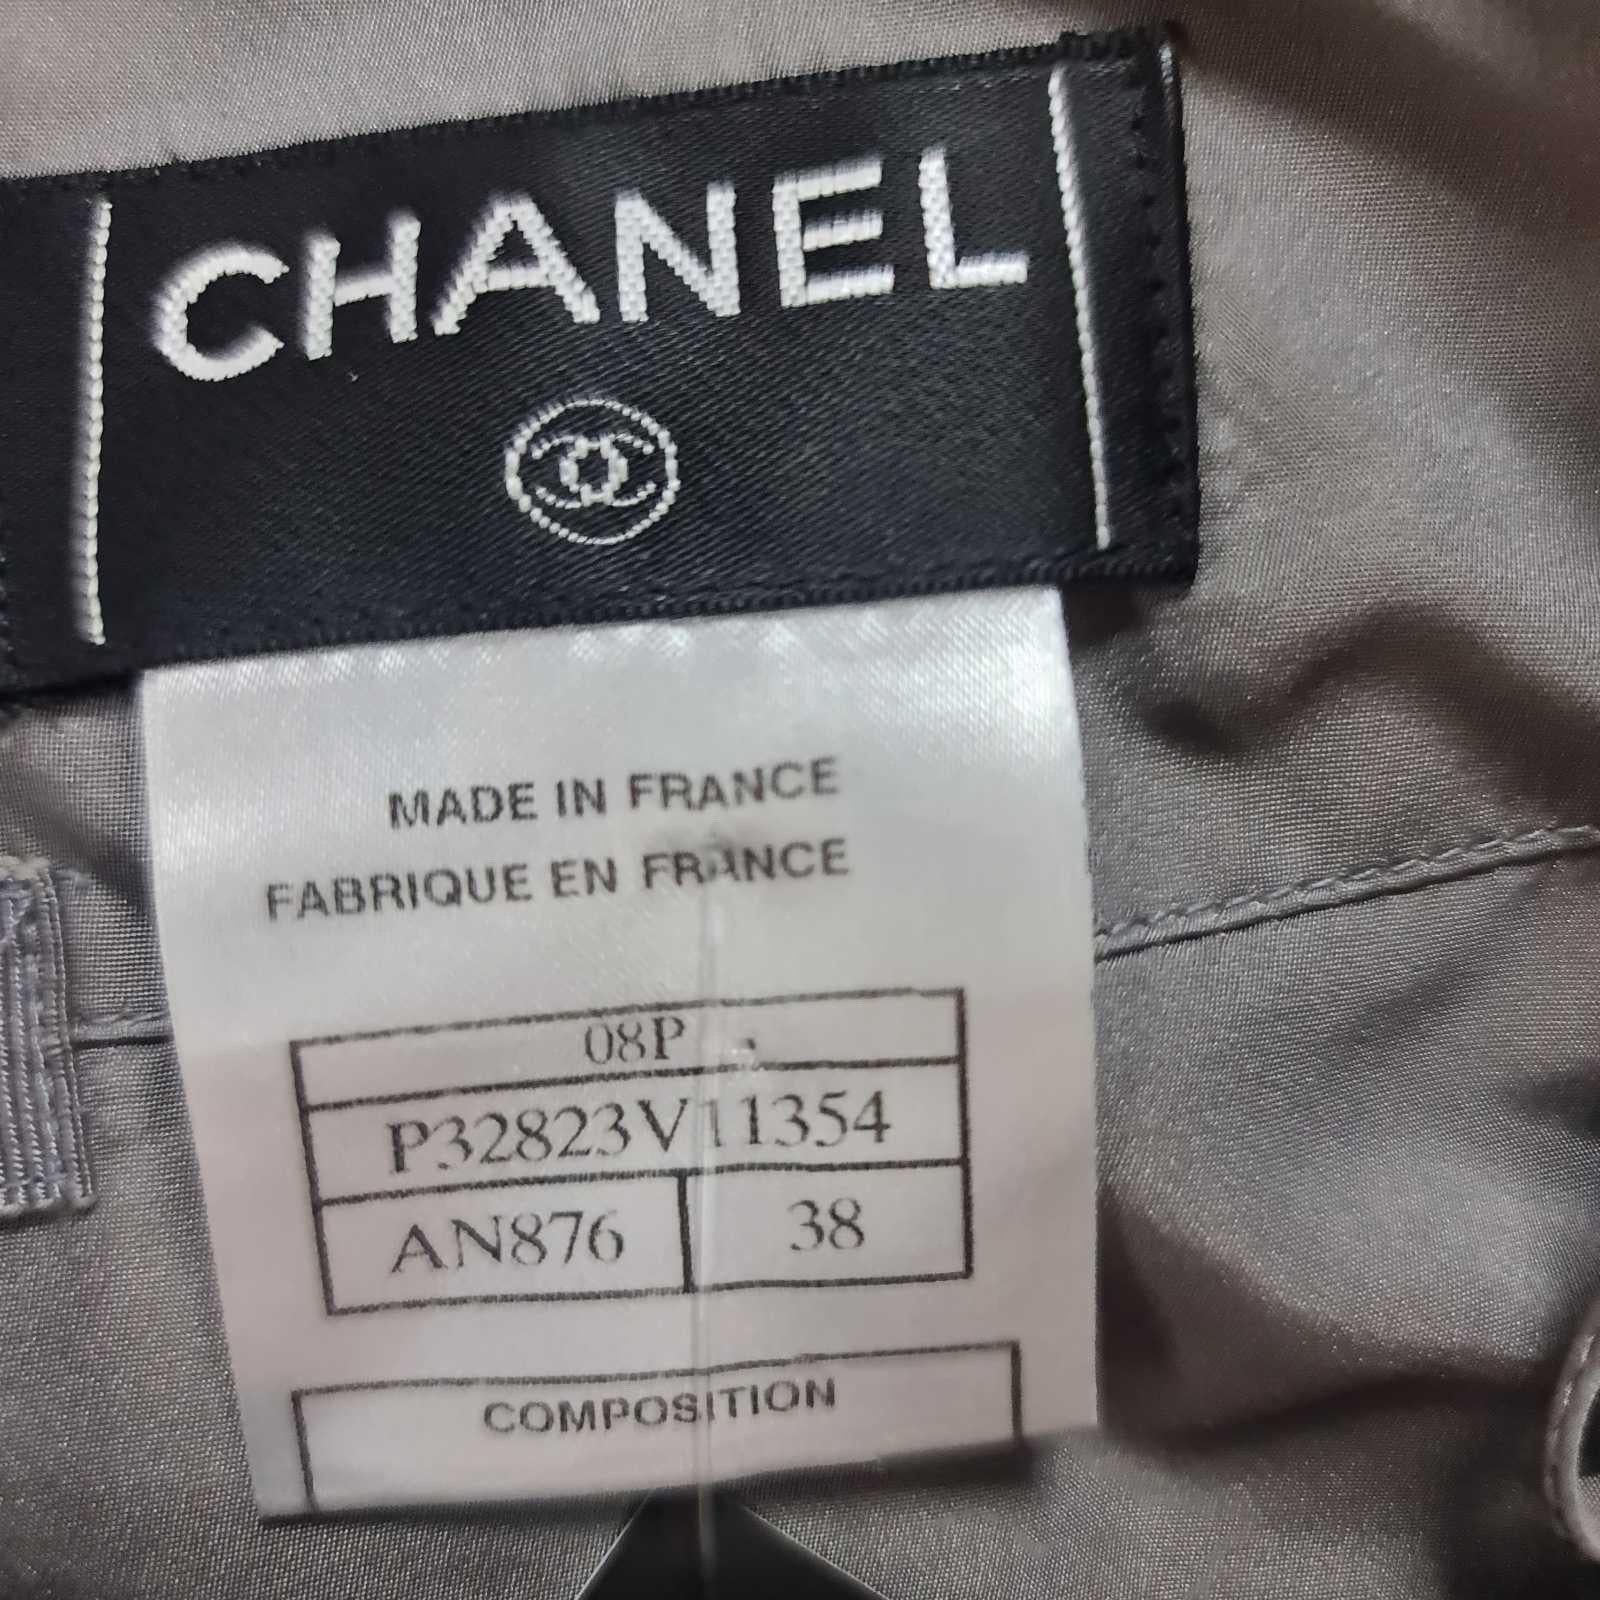 CHANEL
MADE IN FRANCE
FABRIQUE EN FRANCE
08P
P32823V11354
AN876 38
COMPOSITION